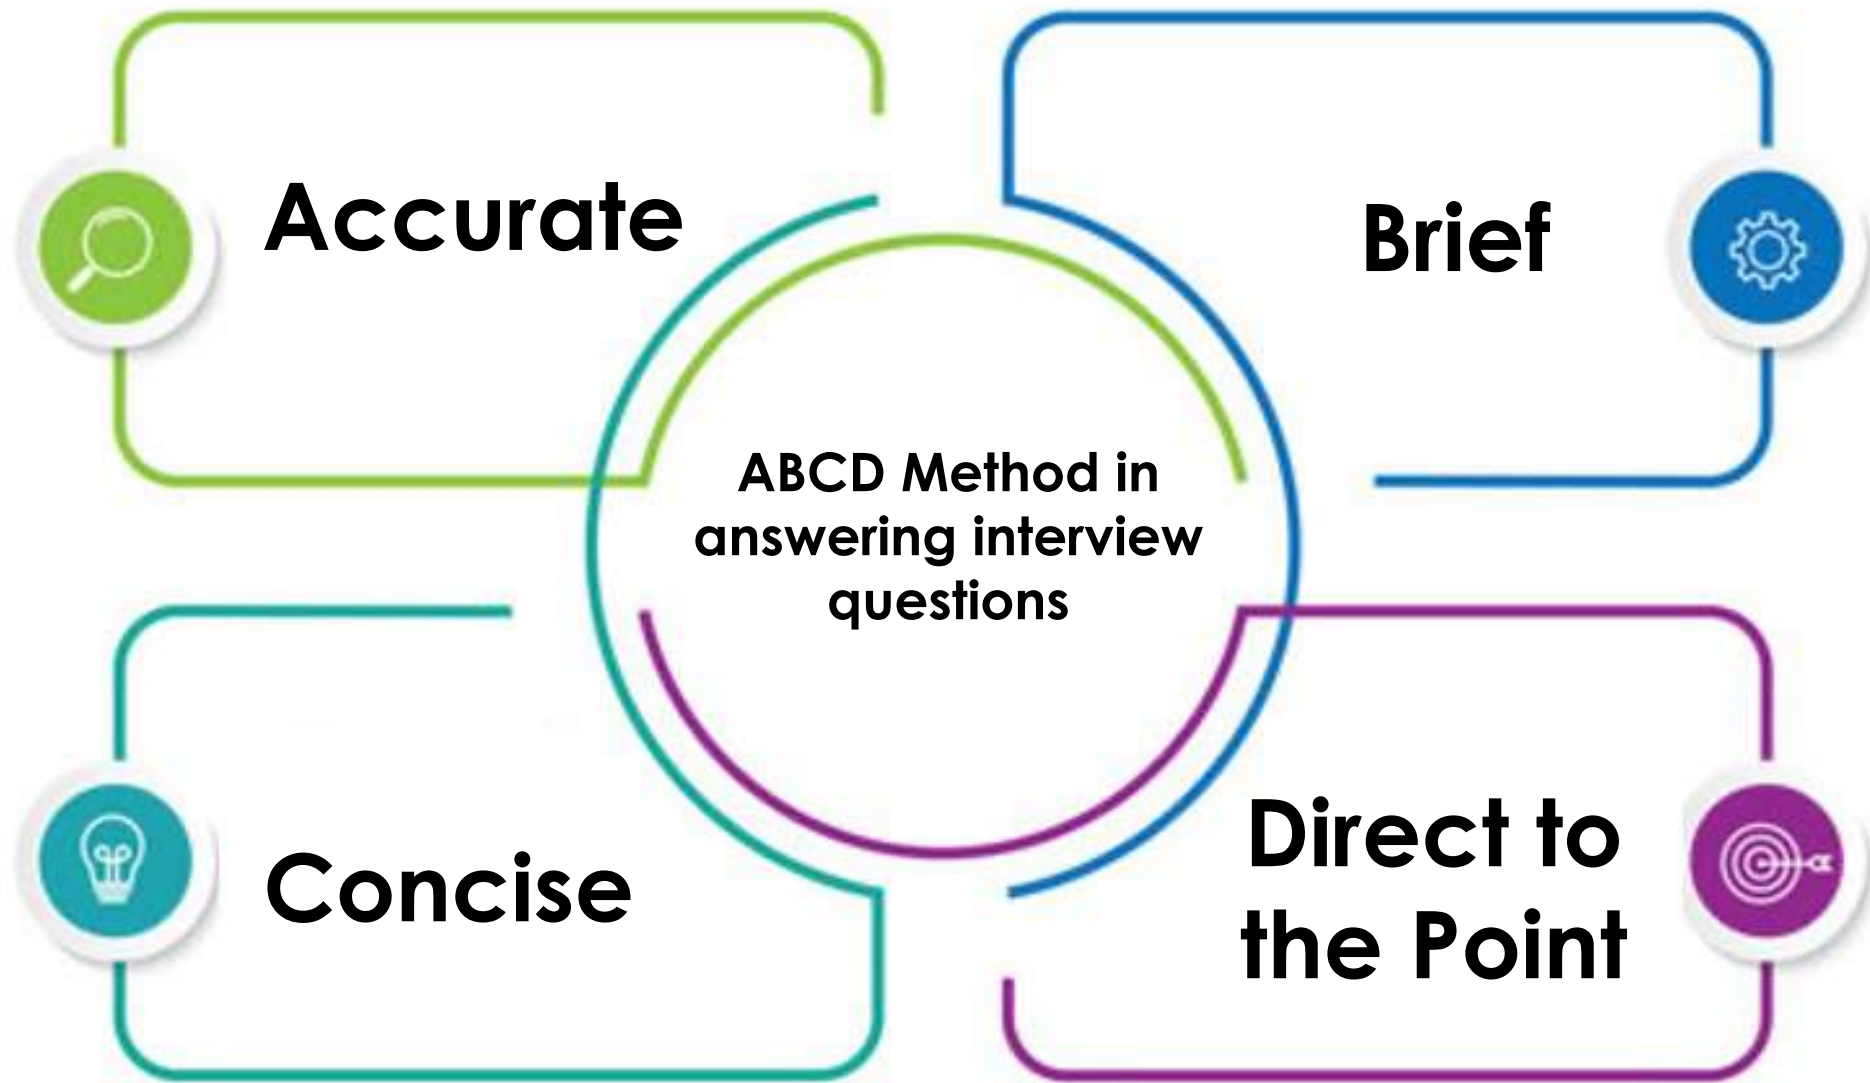 Accurate
Brief
ABCD Method in
answering interview
questions
Concise
Direct to
the Point